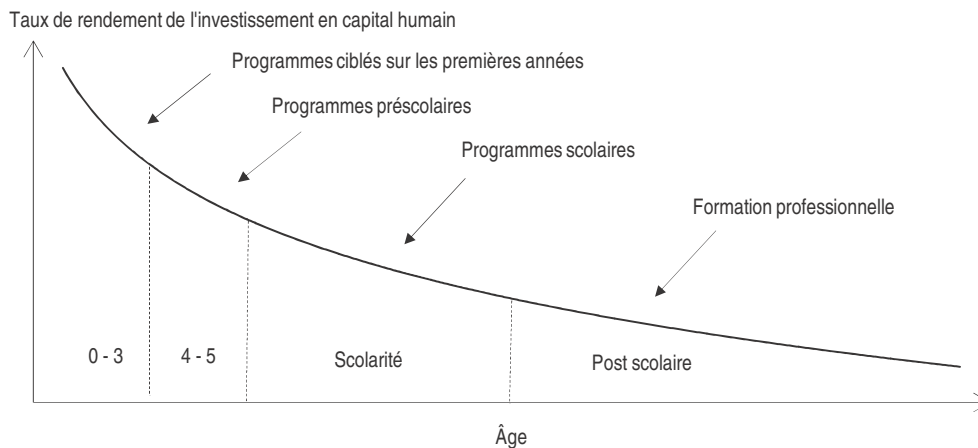 Taux de rendement de l'investissement en capital humain
Programmes ciblés sur les premières années
Programmes préscolaires
Programmes scolaires
Formation professionnelle
0 - 3
4 - 5
Scolarité
Post scolaire
Âge